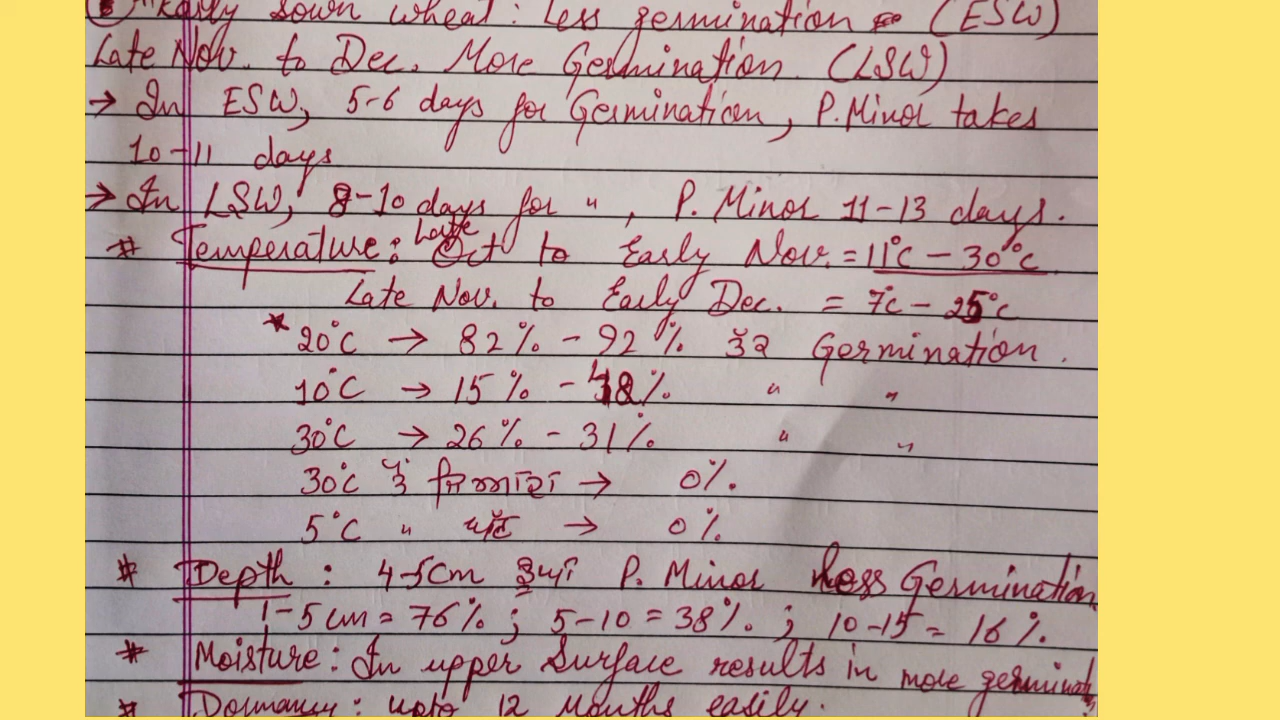 Early Sown wheat: Less germination (ESW)
Late Nov. to Dec. More Germination. (LSW)
→ In ESW, 5-6 days for Germination, P. Minor takes
10-11 days
→ In LSW, 8-10 days for " , P. Minor 11-13 days.
* Temperature: Late Oct to Early Nov. = 11°C - 30°C
Late Nov. to Early Dec. = 7°C - 25°C
* 20°C → 82% - 92% ਤੱਕ Germination.
10°C → 15% - % " "
30°C → 26% - 31% " "
30°C ਤੋਂ ਜਿਆਦਾ → 0%.
5°C " ਘੱਟ → 0%.
* Depth: 4-5cm ਡੂੰਘਾ P. Minor Less Germination
1-5 cm = 76%; 5-10 = 38%.; 10-15 = 16%.
* Moisture: In upper Surface results in more
* Dormancy: upto 12 Months easily.